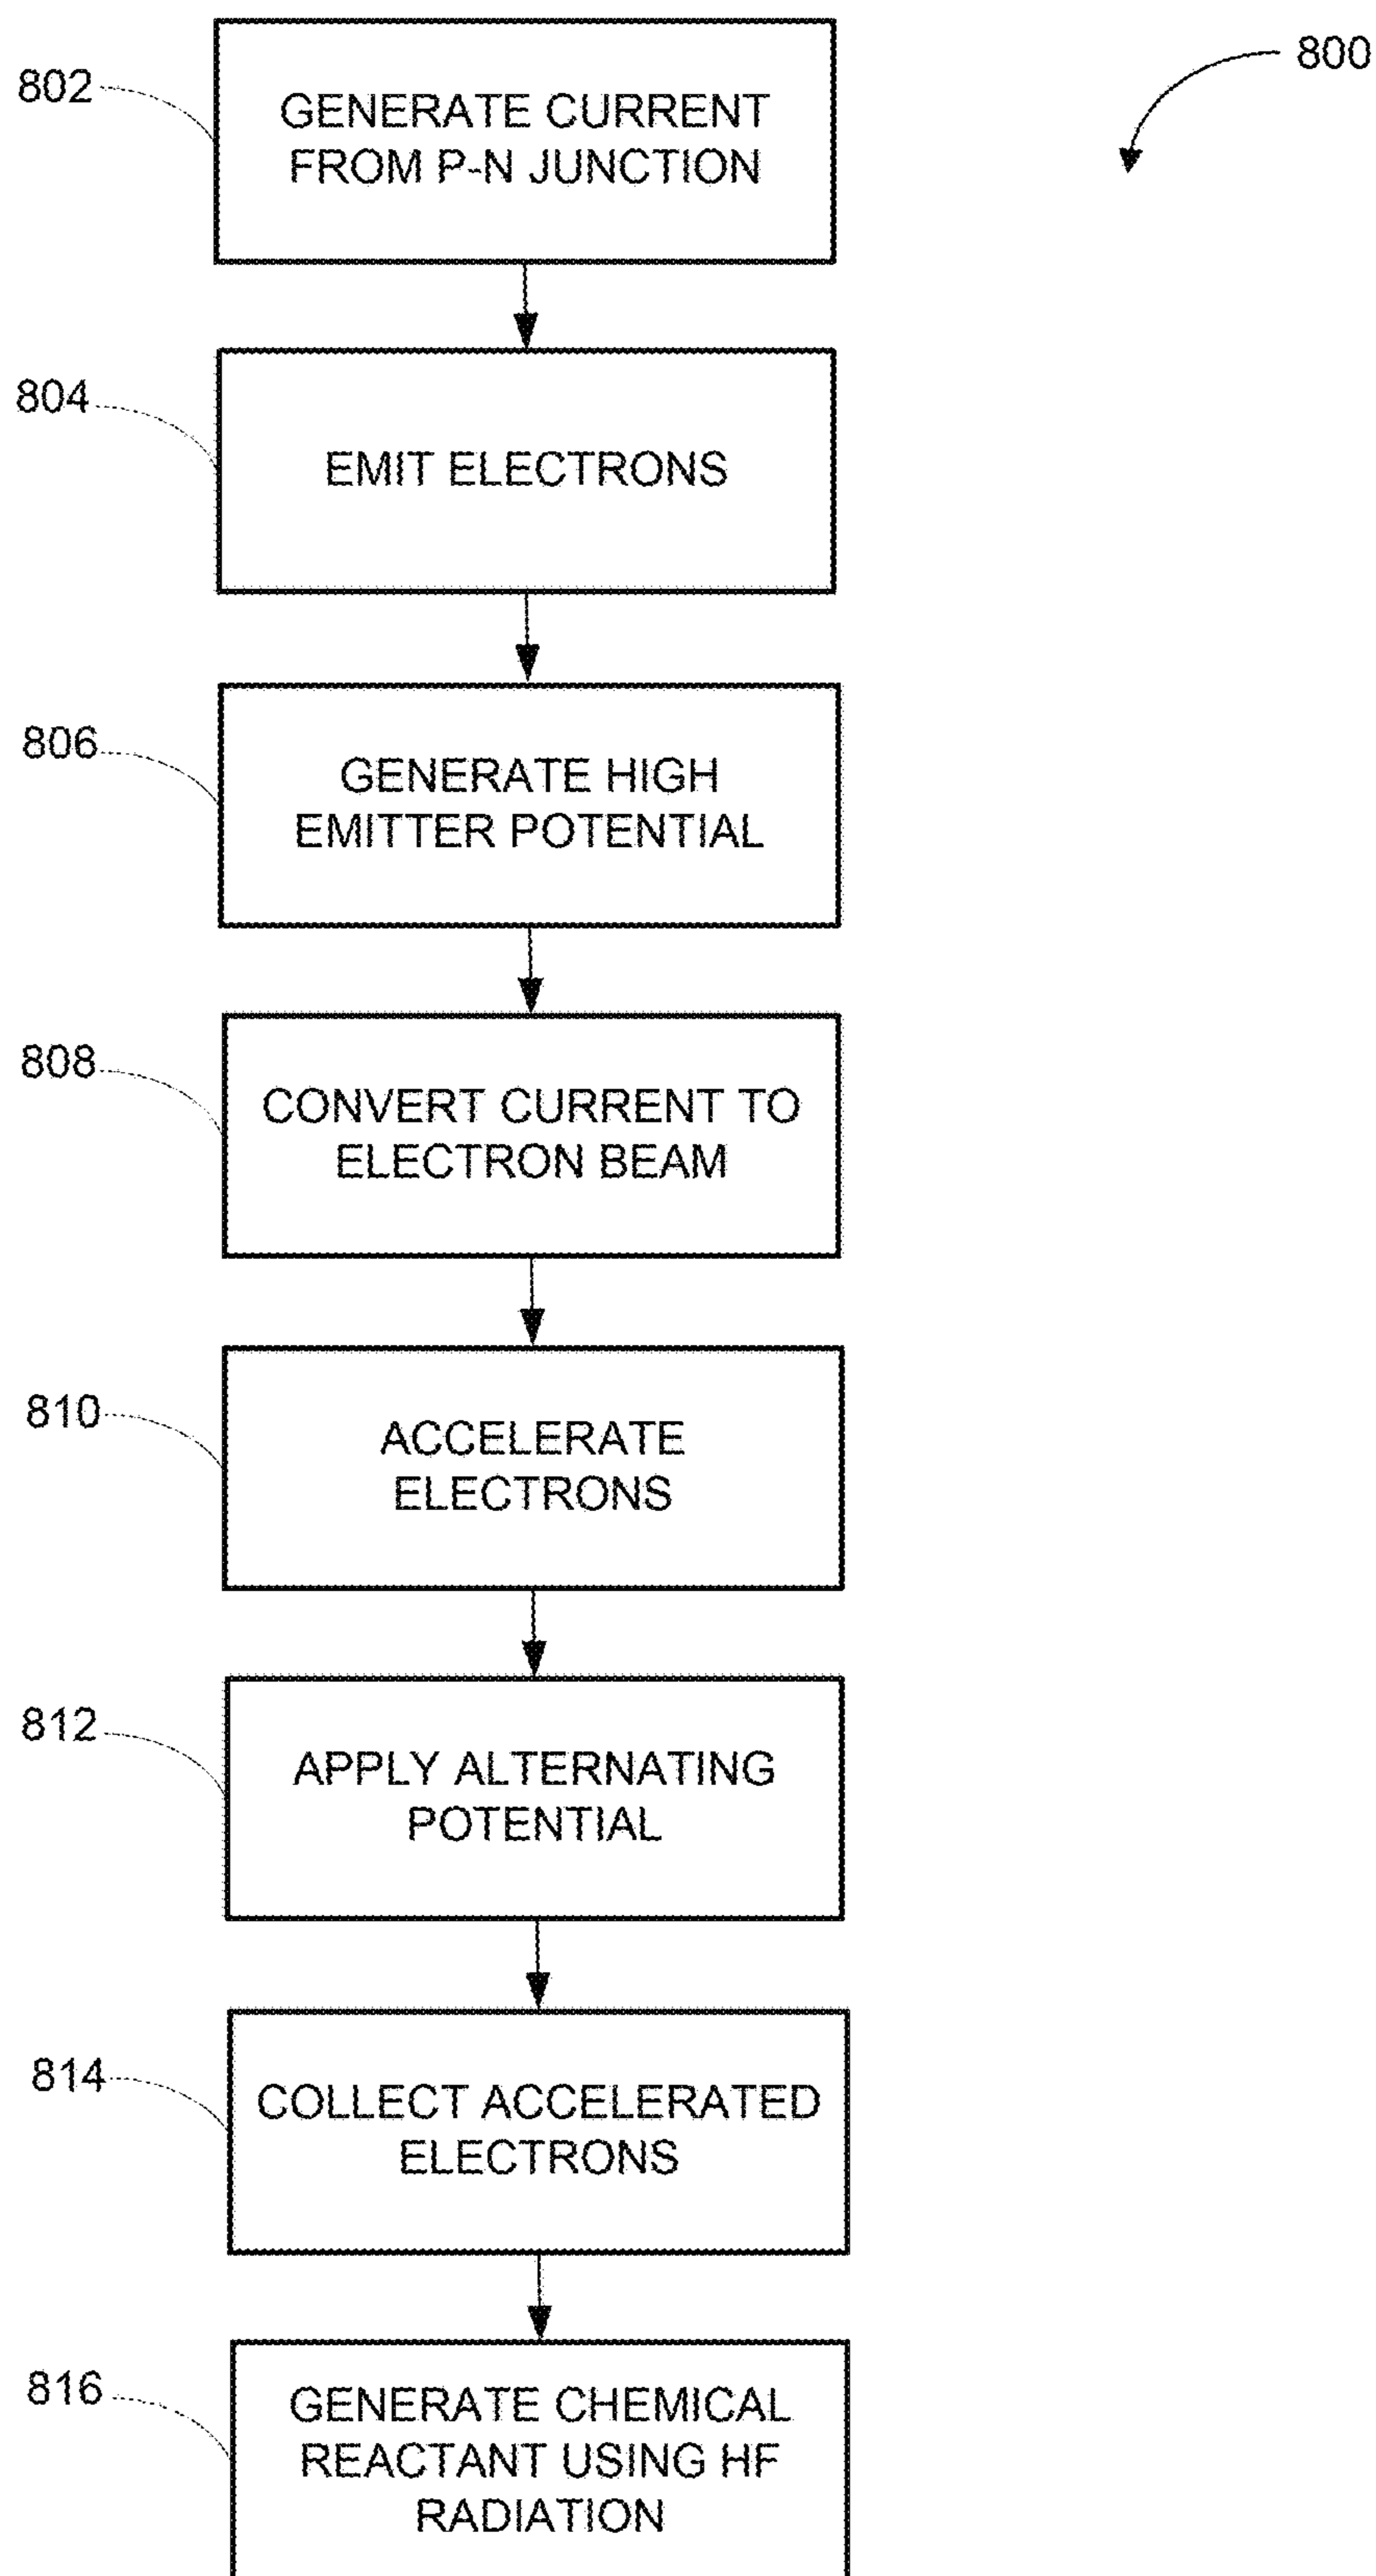 800
802
GENERATE CURRENT
FROM P-N JUNCTION
804
EMIT ELECTRONS
806
GENERATE HIGH
EMITTER POTENTIAL
808
CONVERT CURRENT TO
ELECTRON BEAM
810
ACCELERATE
ELECTRONS
812
APPLY ALTERNATING
POTENTIAL
814
COLLECT ACCELERATED
ELECTRONS
816
GENERATE CHEMICAL
REACTANT USING HF
RADIATION